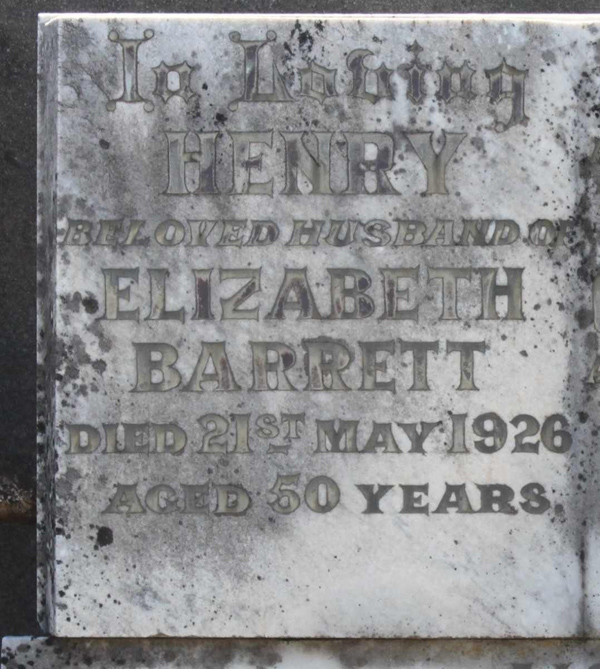 In Loving
HENRY
BELOVED HUSBAND OF
ELIZABETH
BARRETT
DIED 21ST MAY 1926
AGED 50 YEARS.